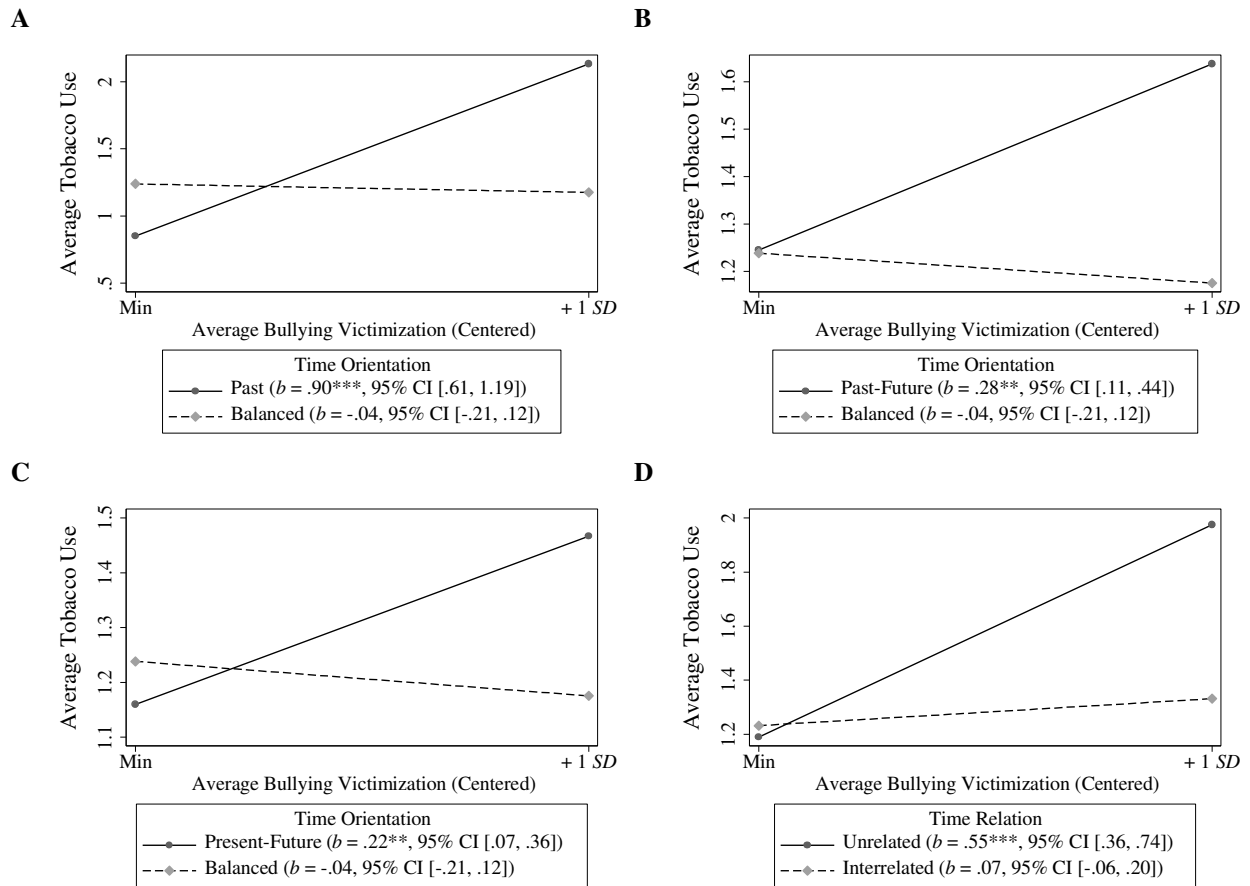 A
Average Tobacco Use
2
1.5
1
.5
Min
+ 1 SD
Average Bullying Victimization (Centered)
Time Orientation
Past (b = .90***, 95% CI [.61, 1.19])
Balanced (b = -.04, 95% CI [-.21, .12])
B
Average Tobacco Use
1.6
1.5
1.4
1.3
1.2
Min
+ 1 SD
Average Bullying Victimization (Centered)
Time Orientation
Past-Future (b = .28**, 95% CI [.11, .44])
Balanced (b = -.04, 95% CI [-.21, .12])
C
Average Tobacco Use
1.5
1.4
1.3
1.2
1.1
Min
+ 1 SD
Average Bullying Victimization (Centered)
Time Orientation
Present-Future (b = .22**, 95% CI [.07, .36])
Balanced (b = -.04, 95% CI [-.21, .12])
D
Average Tobacco Use
2
1.8
1.6
1.4
1.2
Min
+ 1 SD
Average Bullying Victimization (Centered)
Time Relation
Unrelated (b = .55***, 95% CI [.36, .74])
Interrelated (b = .07, 95% CI [-.06, .20])